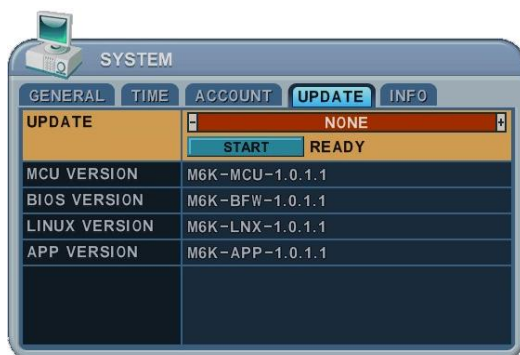 SYSTEM
GENERAL TIME ACCOUNT UPDATE INFO
UPDATE - NONE +
START READY
MCU VERSION M6K-MCU-1.0.1.1
BIOS VERSION M6K-BFW-1.0.1.1
LINUX VERSION M6K-LNX-1.0.1.1
APP VERSION M6K-APP-1.0.1.1